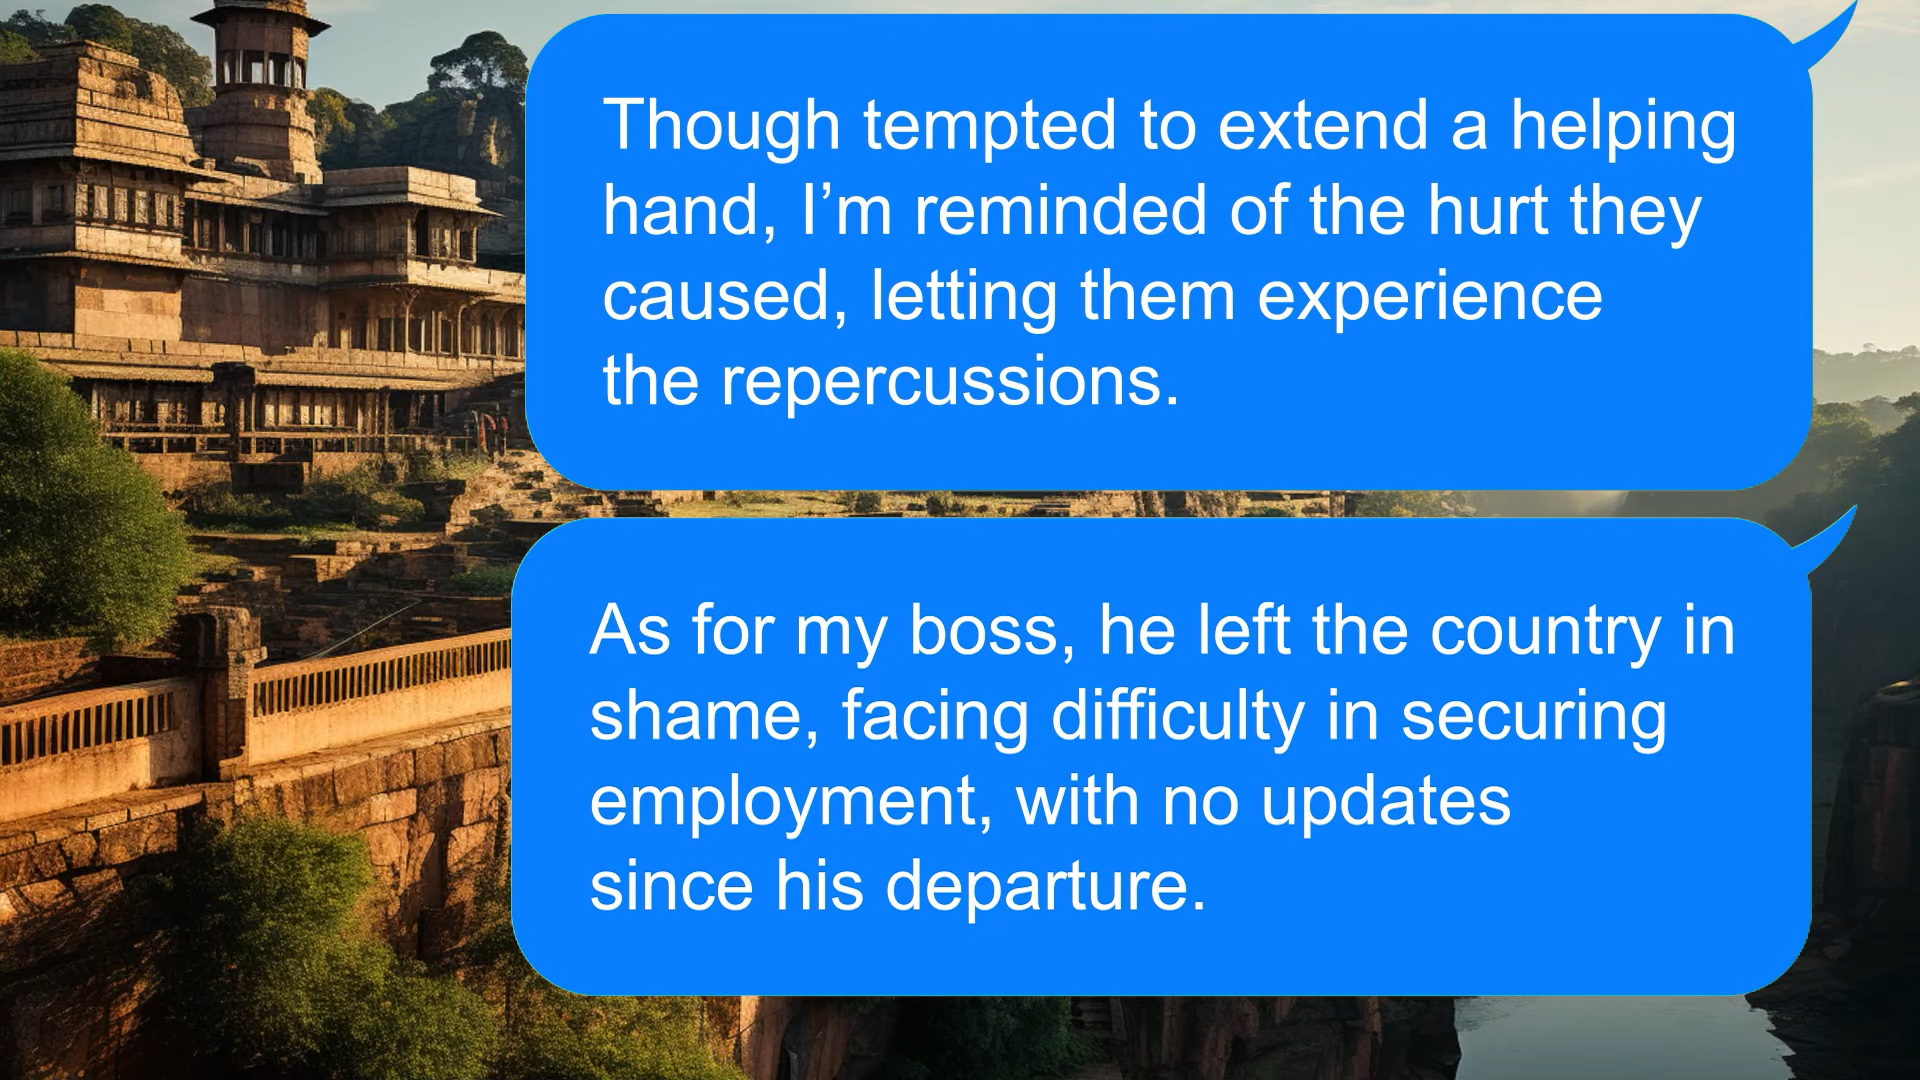 Though tempted to extend a helping
hand, I’m reminded of the hurt they
caused, letting them experience
the repercussions.
As for my boss, he left the country in
shame, facing difficulty in securing
employment, with no updates
since his departure.